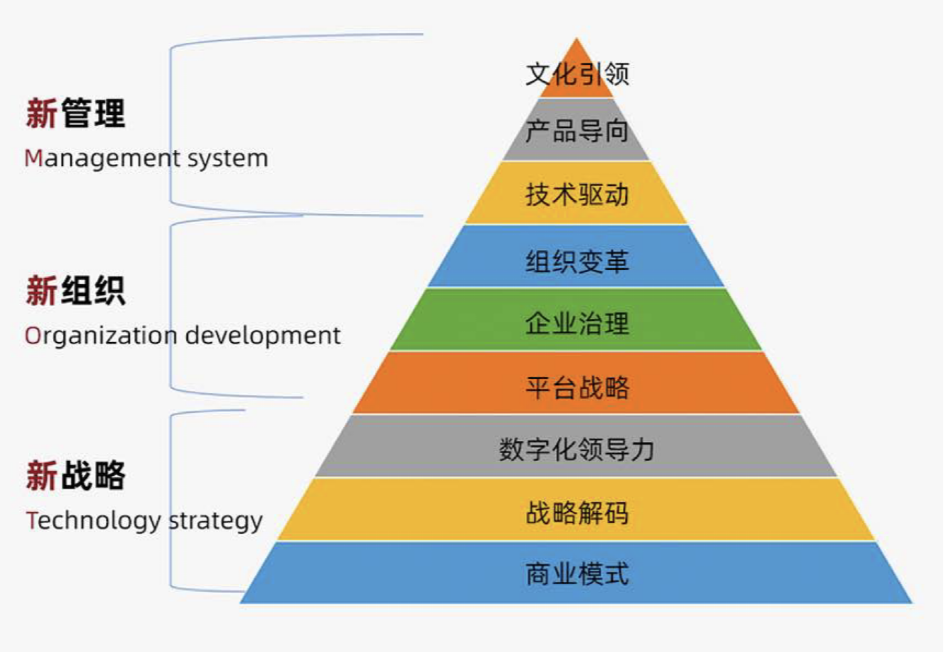 新管理
Management system
新组织
Organization development
新战略
Technology strategy
文化引领
产品导向
技术驱动
组织变革
企业治理
平台战略
数字化领导力
战略解码
商业模式